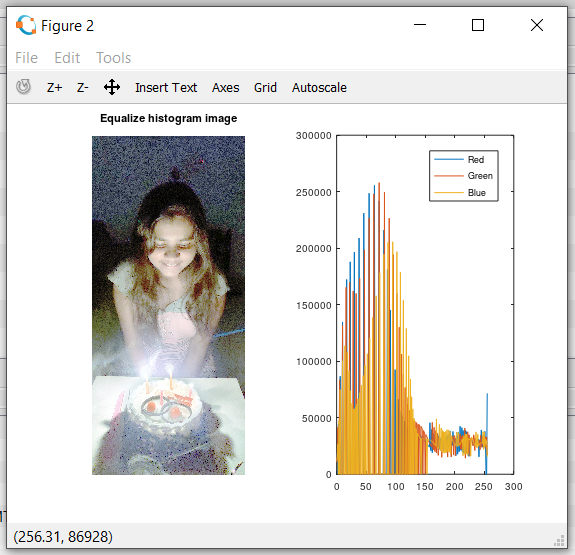 Figure 2
File Edit Tools
Z+ Z- Insert Text Axes Grid Autoscale
Equalize histogram image
300000
250000
200000
150000
100000
50000
0
0 50 100 150 200 250 300
Red
Green
Blue
(256.31, 86928)